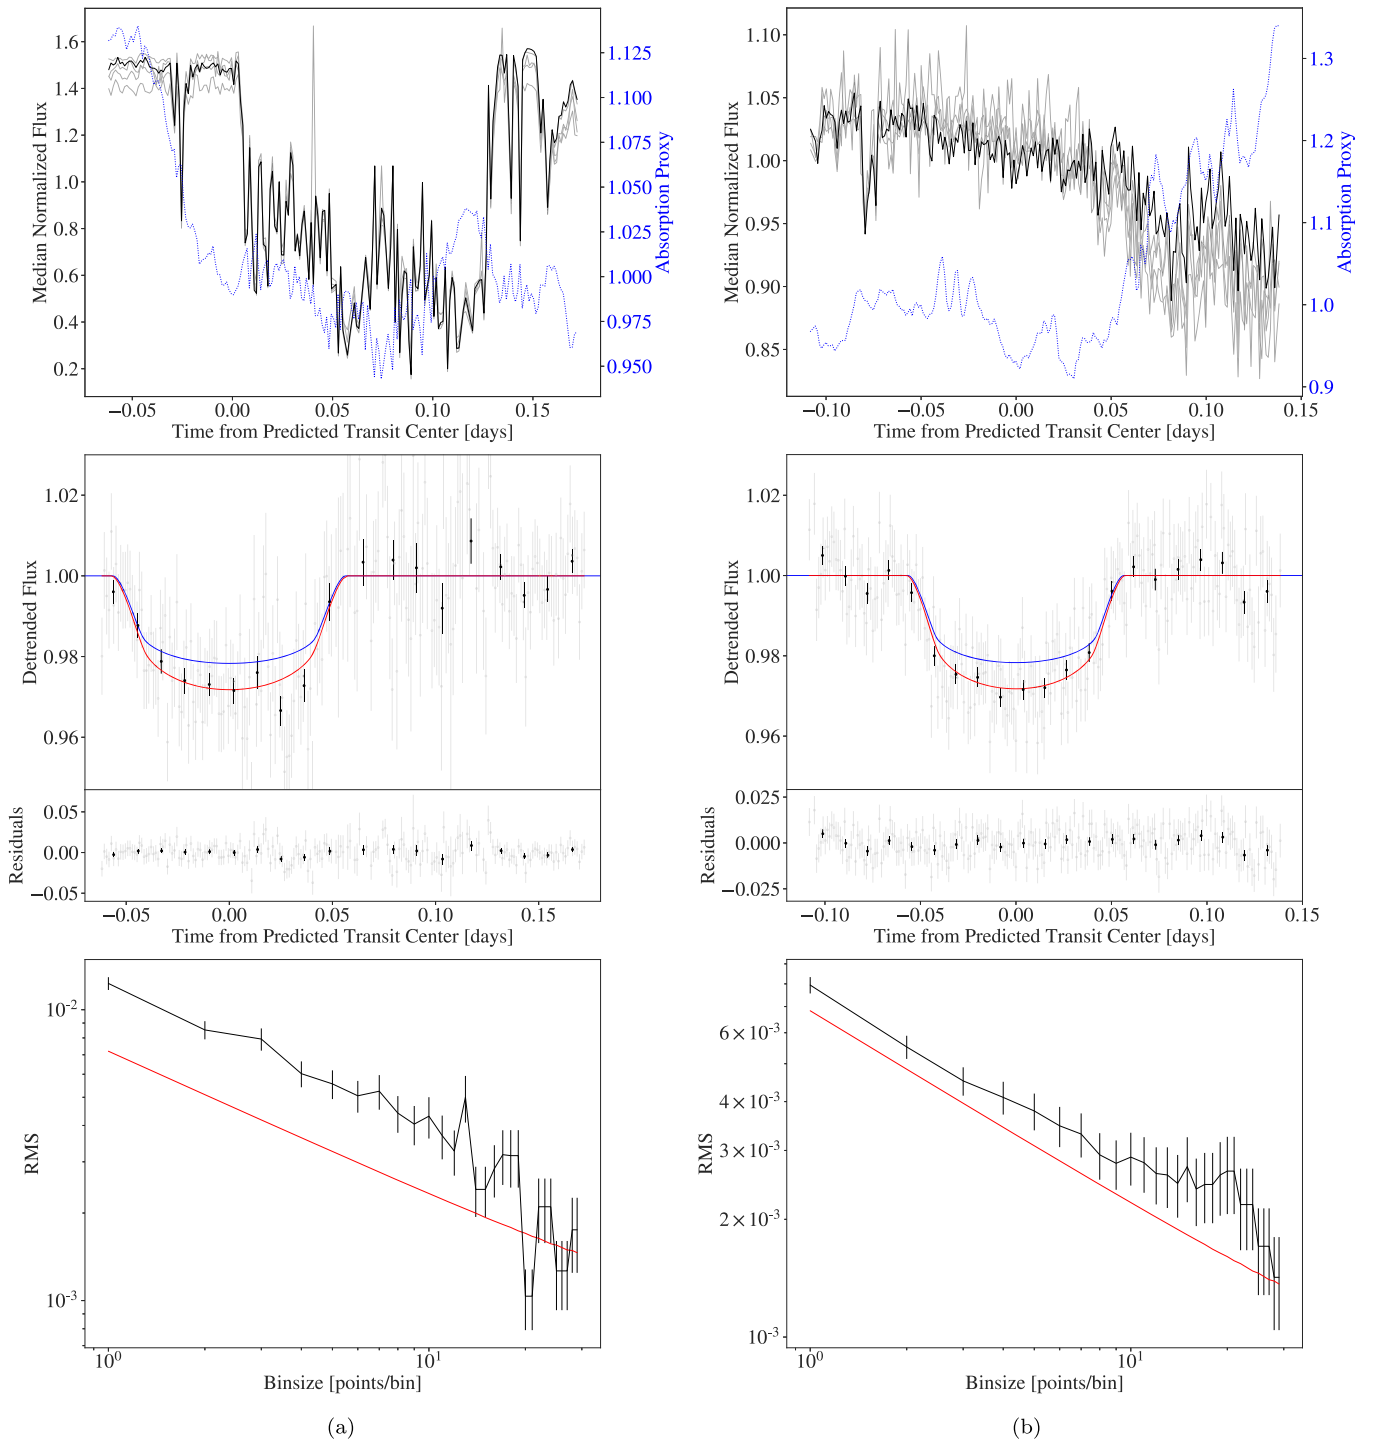 1.6
1.4
1.2
1.0
0.8
0.6
0.4
0.2
Median Normalized Flux
1.125
1.100
1.075
1.050
1.025
1.000
0.975
0.950
Absorption Proxy
−0.05 0.00 0.05 0.10 0.15
Time from Predicted Transit Center [days]
1.10
1.05
1.00
0.95
0.90
0.85
Median Normalized Flux
1.3
1.2
1.1
1.0
0.9
Absorption Proxy
−0.10 −0.05 0.00 0.05 0.10 0.15
Time from Predicted Transit Center [days]
1.02
1.00
0.98
0.96
Detrended Flux
0.05
0.00
−0.05
Residuals
−0.05 0.00 0.05 0.10 0.15
Time from Predicted Transit Center [days]
1.02
1.00
0.98
0.96
Detrended Flux
0.025
0.000
−0.025
Residuals
−0.10 −0.05 0.00 0.05 0.10 0.15
Time from Predicted Transit Center [days]
10⁻²
10⁻³
RMS
10⁰ 10¹
Binsize [points/bin]
(a)
6 × 10⁻³
4 × 10⁻³
3 × 10⁻³
2 × 10⁻³
10⁻³
RMS
10⁰ 10¹
Binsize [points/bin]
(b)